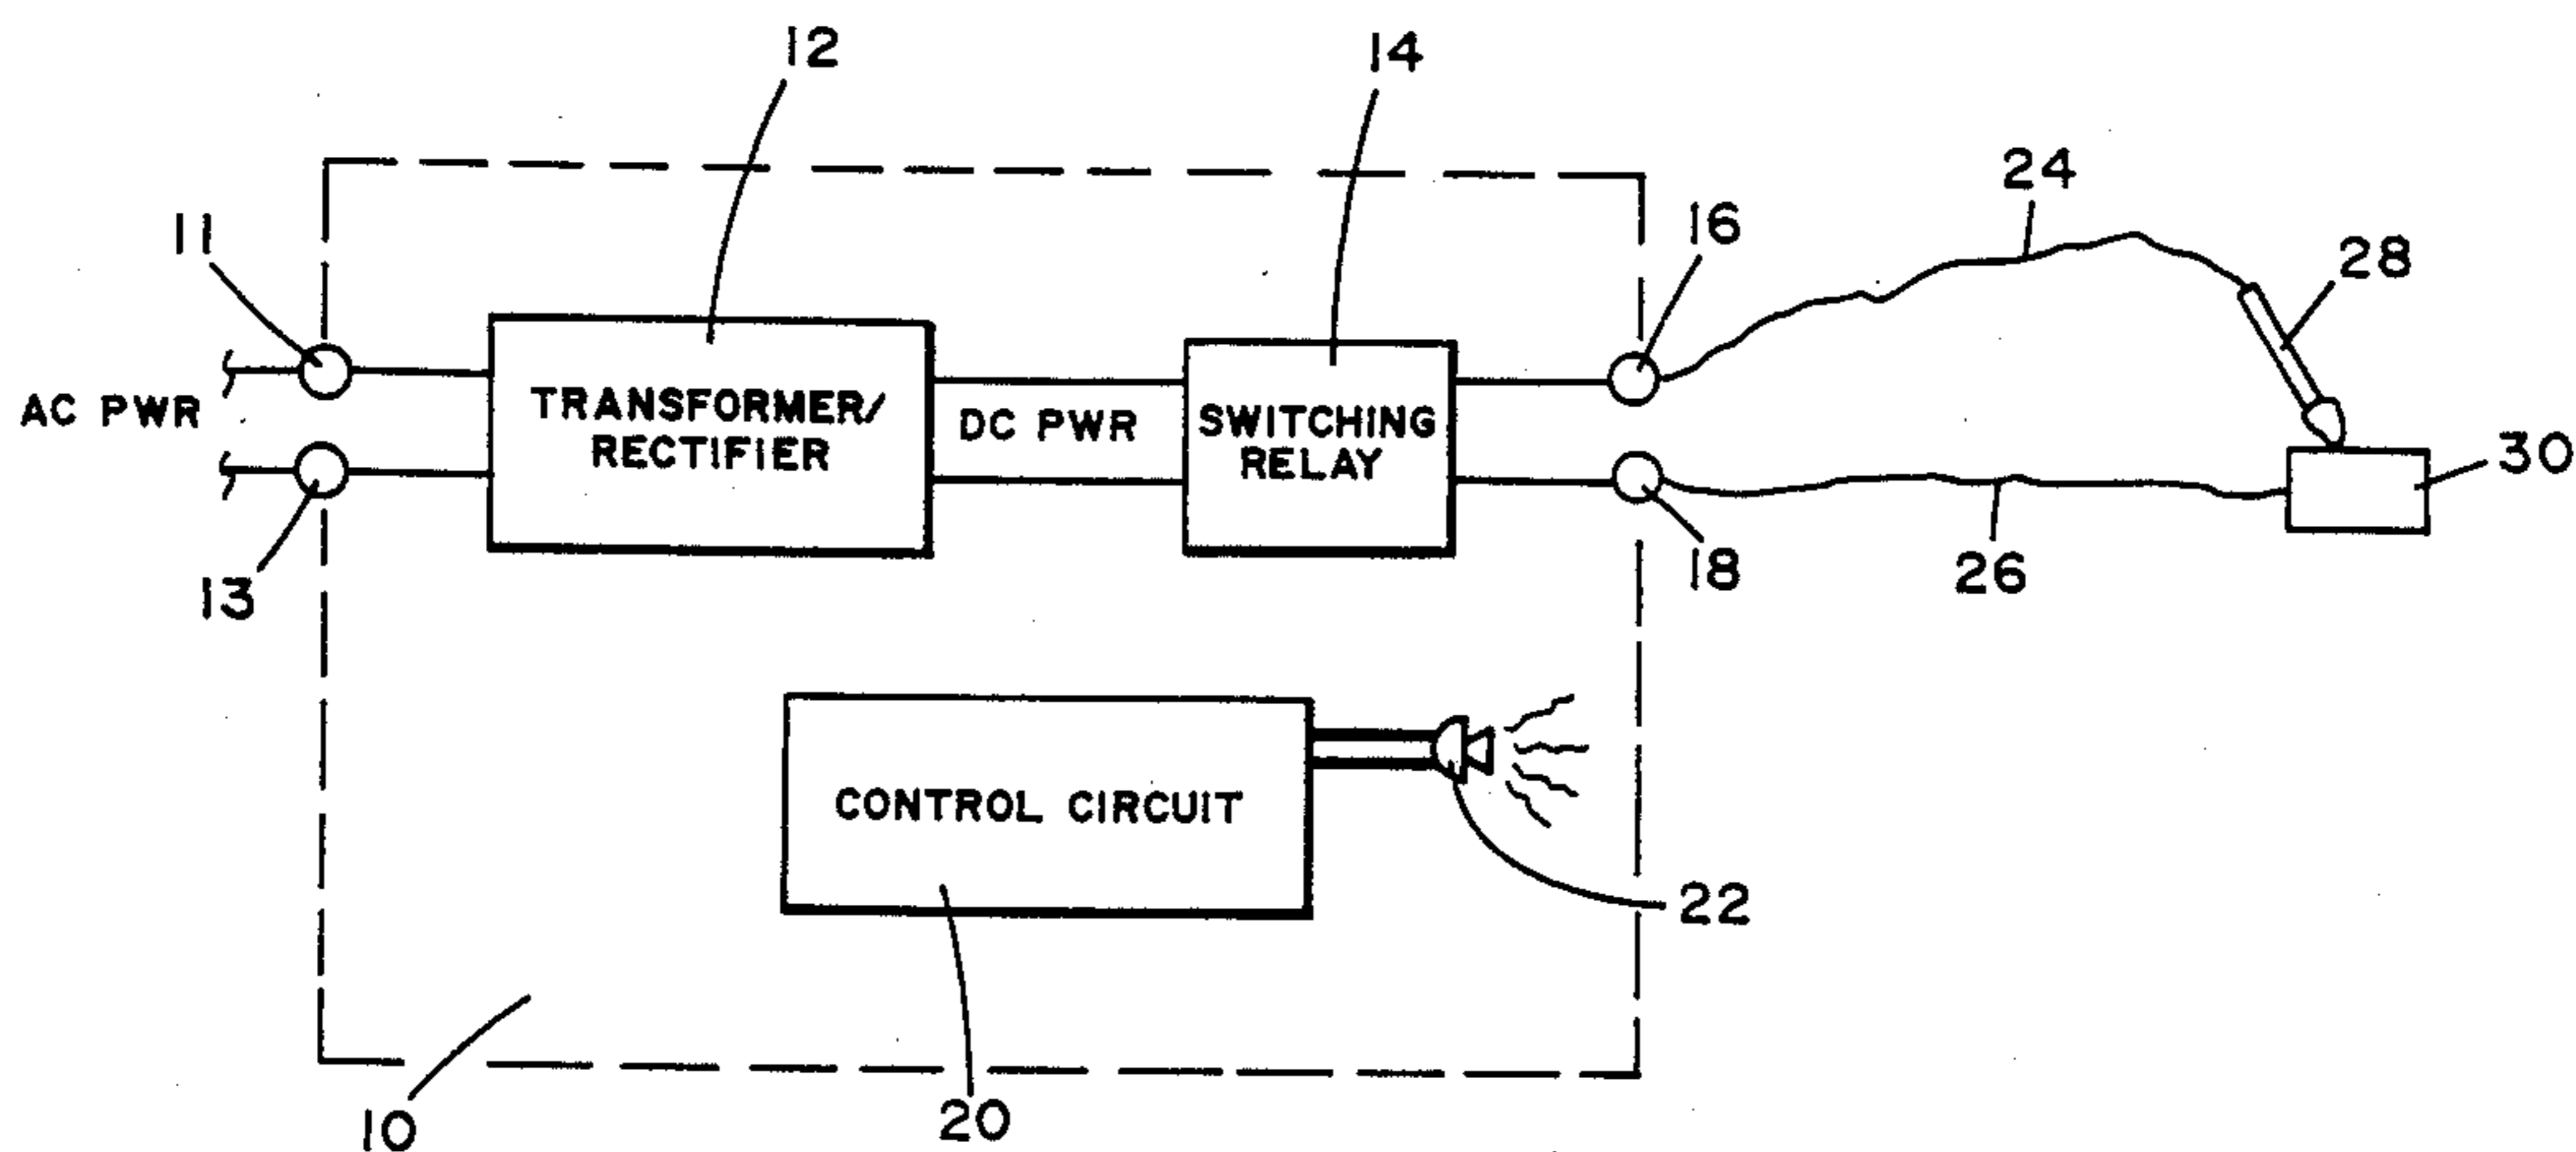 12
14
24
16
11
28
AC PWR
TRANSFORMER/
RECTIFIER
DC PWR
SWITCHING
RELAY
30
13
18
26
CONTROL CIRCUIT
22
10
20